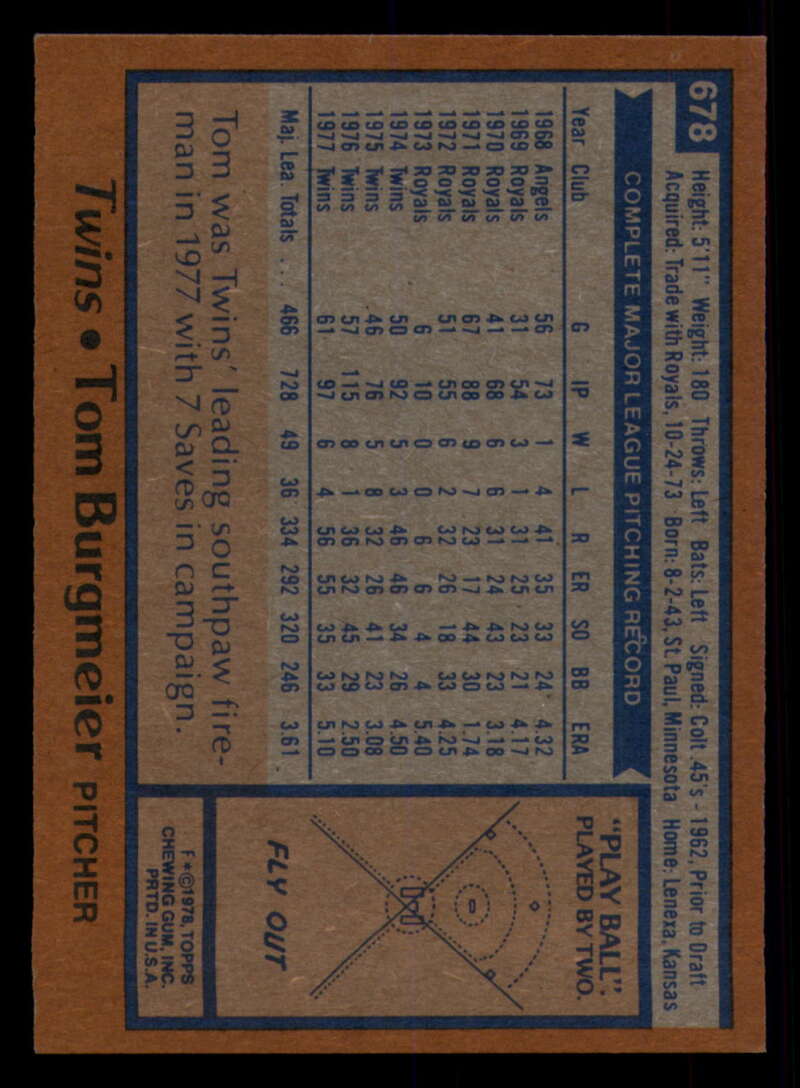 678
Height: 5'11" Weight: 180 Throws: Left Bats: Left Signed: Colt .45's - 1962, Prior to Draft
Acquired: Trade with Royals, 10-24-73 Born: 8-2-43, St. Paul, Minnesota Home: Lenexa, Kansas
COMPLETE MAJOR LEAGUE PITCHING RECORD
Year Club G IP W L R ER SO BB ERA
1968 Angels 56 73 1 4 41 35 33 24 4.32
1969 Royals 31 54 3 1 31 25 23 21 4.17
1970 Royals 41 68 6 6 31 24 43 23 3.18
1971 Royals 67 88 9 7 23 17 44 30 1.74
1972 Royals 51 55 6 2 32 26 18 33 4.25
1973 Royals 6 10 0 0 6 6 4 4 5.40
1974 Twins 50 92 5 3 46 46 34 26 4.50
1975 Twins 46 76 5 8 32 26 41 23 3.08
1976 Twins 57 115 8 1 36 32 45 29 2.50
1977 Twins 61 97 6 4 56 55 35 33 5.10
Maj. Lea. Totals ... 466 728 49 36 334 292 320 246 3.61
Tom was Twins' leading southpaw fire-
man in 1977 with 7 Saves in campaign.
"PLAY BALL":
PLAYED BY TWO.
FLY OUT
F*©1978, TOPPS
CHEWING GUM, INC.
PRTD. IN U.S.A.
Twins • Tom Burgmeier PITCHER